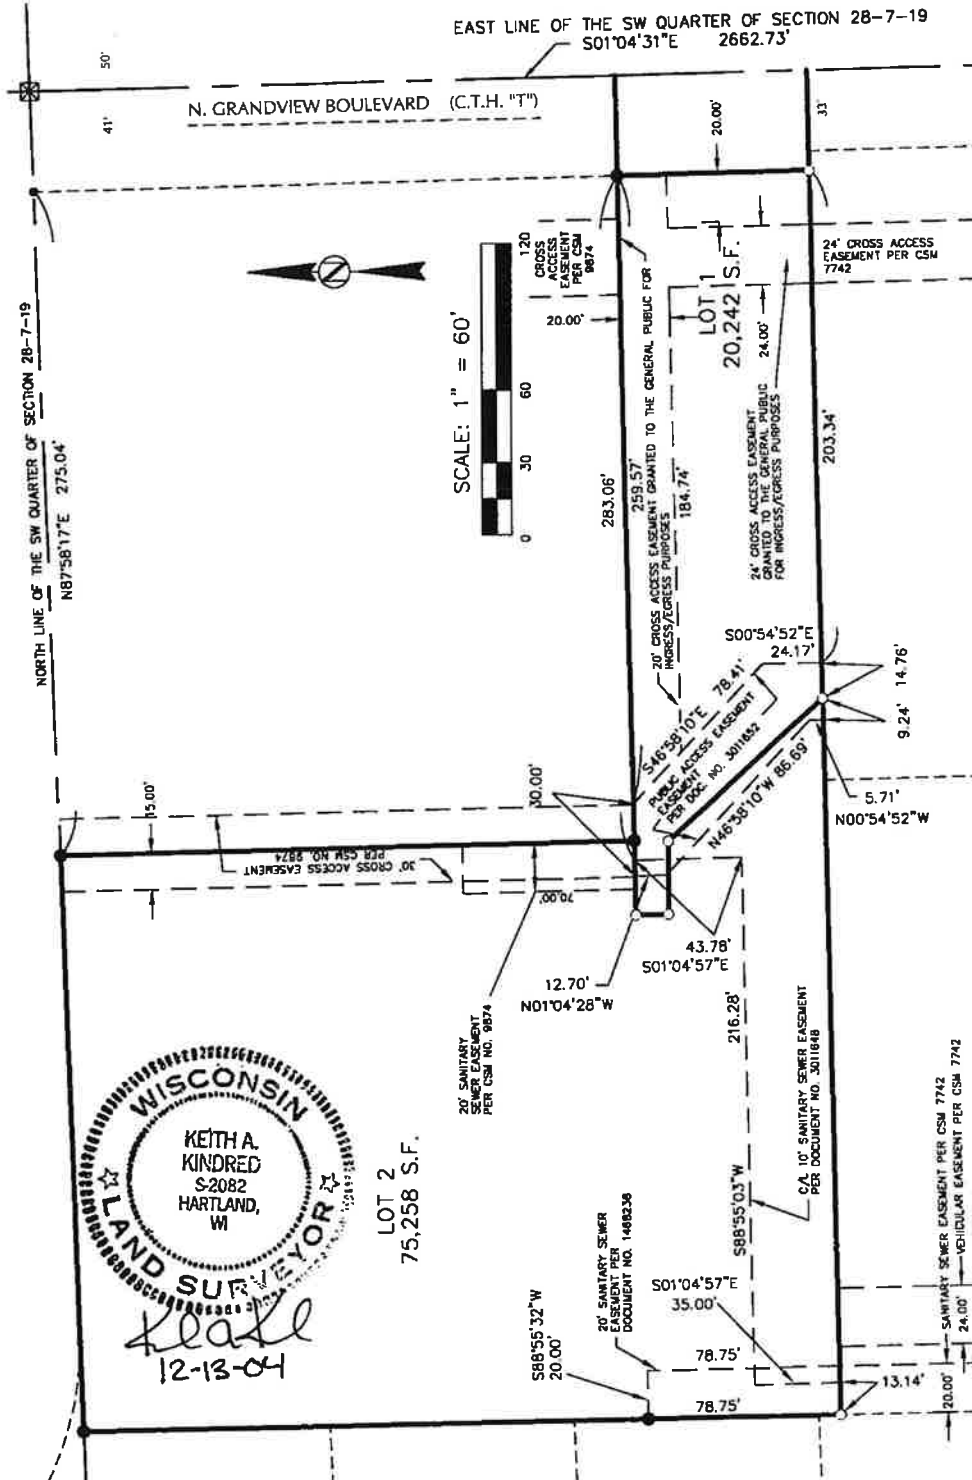 EAST LINE OF THE SW QUARTER OF SECTION 28-7-19
S01°04'31"E 2662.73'
50'
41'
N. GRANDVIEW BOULEVARD (C.T.H. "T")
20.00'
33'
NORTH LINE OF THE SW QUARTER OF SECTION 28-7-19
N87°58'17"E 275.04'
N
SCALE: 1" = 60'
0 30 60 120
CROSS
ACCESS
EASEMENT
PER CSM
9874
20.00'
24' CROSS ACCESS
EASEMENT PER CSM
7742
LOT 1
20,242 S.F.
24.00'
283.06'
259.57'
20' CROSS ACCESS EASEMENT GRANTED TO THE GENERAL PUBLIC FOR
INGRESS/EGRESS PURPOSES
184.74'
24' CROSS ACCESS EASEMENT
GRANTED TO THE GENERAL PUBLIC
FOR INGRESS/EGRESS PURPOSES
203.34'
S00°54'52"E
24.17'
S46°58'10"E 78.41'
PUBLIC ACCESS EASEMENT
EASEMENT
PER DOC. NO. 3011652
N46°58'10"W 86.69'
14.76'
9.24'
5.71'
N00°54'52"W
30.00'
15.00'
30' CROSS ACCESS EASEMENT
PER CSM NO. 9874
70.00'
43.78'
S01°04'57"E
12.70'
N01°04'28"W
20' SANITARY
SEWER EASEMENT
PER CSM NO. 9874
216.28'
S88°55'03"W
C/L 10' SANITARY SEWER EASEMENT
PER DOCUMENT NO. 3011648
WISCONSIN
KEITH A.
KINDRED
S-2082
HARTLAND,
WI
LAND SURVEYOR
12-13-04
LOT 2
75,258 S.F.
S88°55'32"W
20.00'
20' SANITARY SEWER
EASEMENT PER
DOCUMENT NO. 1468236
S01°04'57"E
35.00'
78.75'
78.75'
13.14'
20.00'
SANITARY SEWER EASEMENT PER CSM 7742
24.00'
VEHICULAR EASEMENT PER CSM 7742